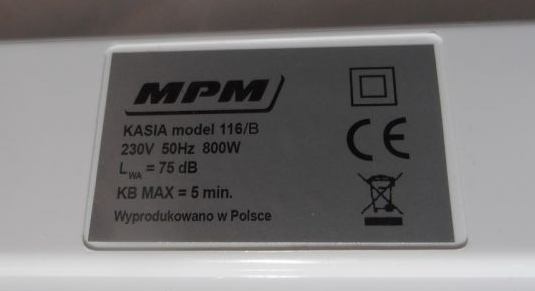 MPM
KASIA model 116/B
230V 50Hz 800W
LWA = 75 dB
KB MAX = 5 min.
Wyprodukowano w Polsce
CE